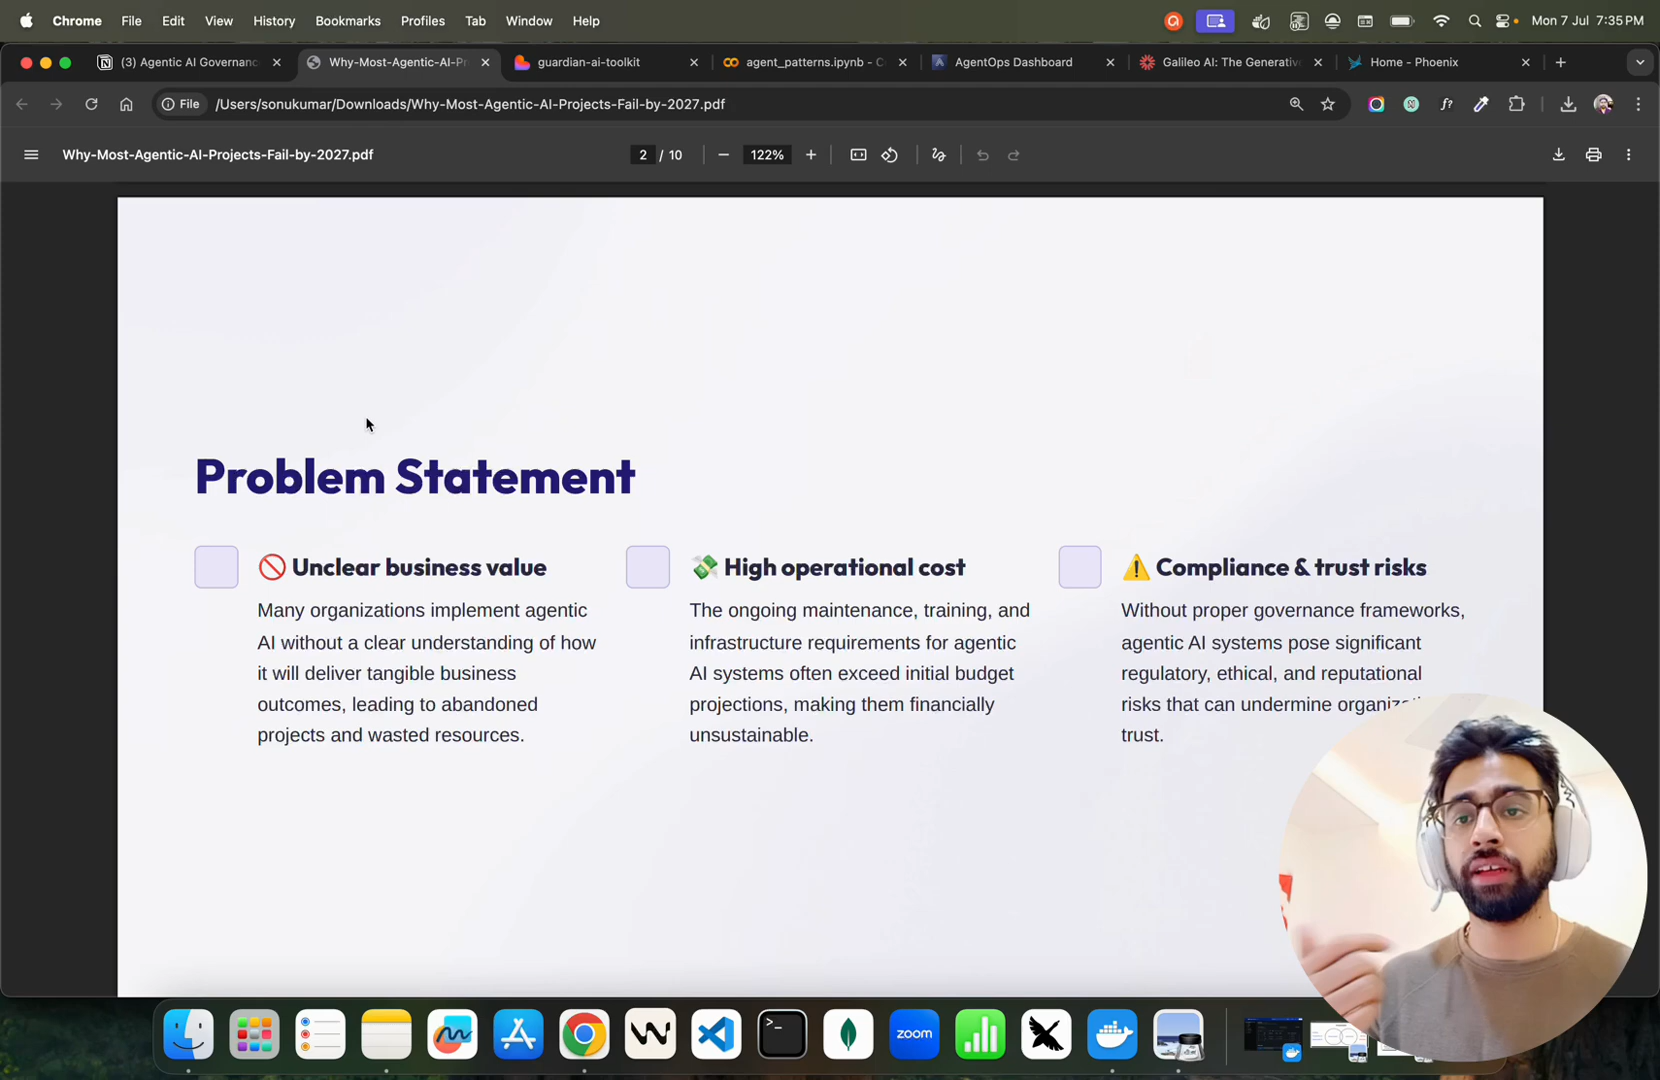 Chrome File Edit View History Bookmarks Profiles Tab Window Help Mon 7 Jul 7:35 PM
(3) Agentic AI Governanc Why-Most-Agentic-AI-Pr guardian-ai-toolkit agent_patterns.ipynb - C AgentOps Dashboard Galileo AI: The Generativ Home - Phoenix
File /Users/sonukumar/Downloads/Why-Most-Agentic-AI-Projects-Fail-by-2027.pdf
Why-Most-Agentic-AI-Projects-Fail-by-2027.pdf 2 / 10 122%
Problem Statement
🚫 Unclear business value
Many organizations implement agentic
AI without a clear understanding of how
it will deliver tangible business
outcomes, leading to abandoned
projects and wasted resources.
💸 High operational cost
The ongoing maintenance, training, and
infrastructure requirements for agentic
AI systems often exceed initial budget
projections, making them financially
unsustainable.
⚠️ Compliance & trust risks
Without proper governance frameworks,
agentic AI systems pose significant
regulatory, ethical, and reputational
risks that can undermine
trust.
zoom